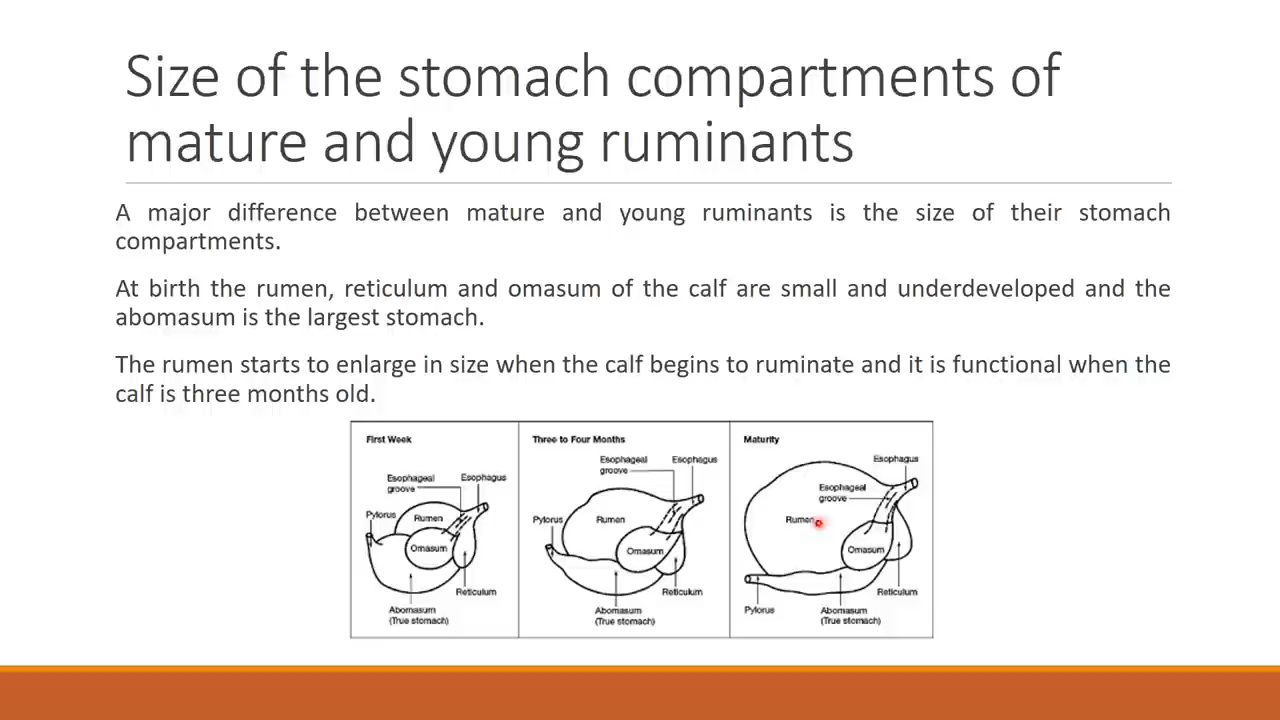 Size of the stomach compartments of
mature and young ruminants
A major difference between mature and young ruminants is the size of their stomach
compartments.
At birth the rumen, reticulum and omasum of the calf are small and underdeveloped and the
abomasum is the largest stomach.
The rumen starts to enlarge in size when the calf begins to ruminate and it is functional when the
calf is three months old.
First Week
Esophageal
groove
Esophagus
Pylorus
Rumen
Omasum
Reticulum
Abomasum
(True stomach)
Three to Four Months
Esophageal
groove
Esophagus
Pylorus
Rumen
Omasum
Reticulum
Abomasum
(True stomach)
Maturity
Esophagus
Esophageal
groove
Rumen
Omasum
Reticulum
Pylorus
Abomasum
(True stomach)